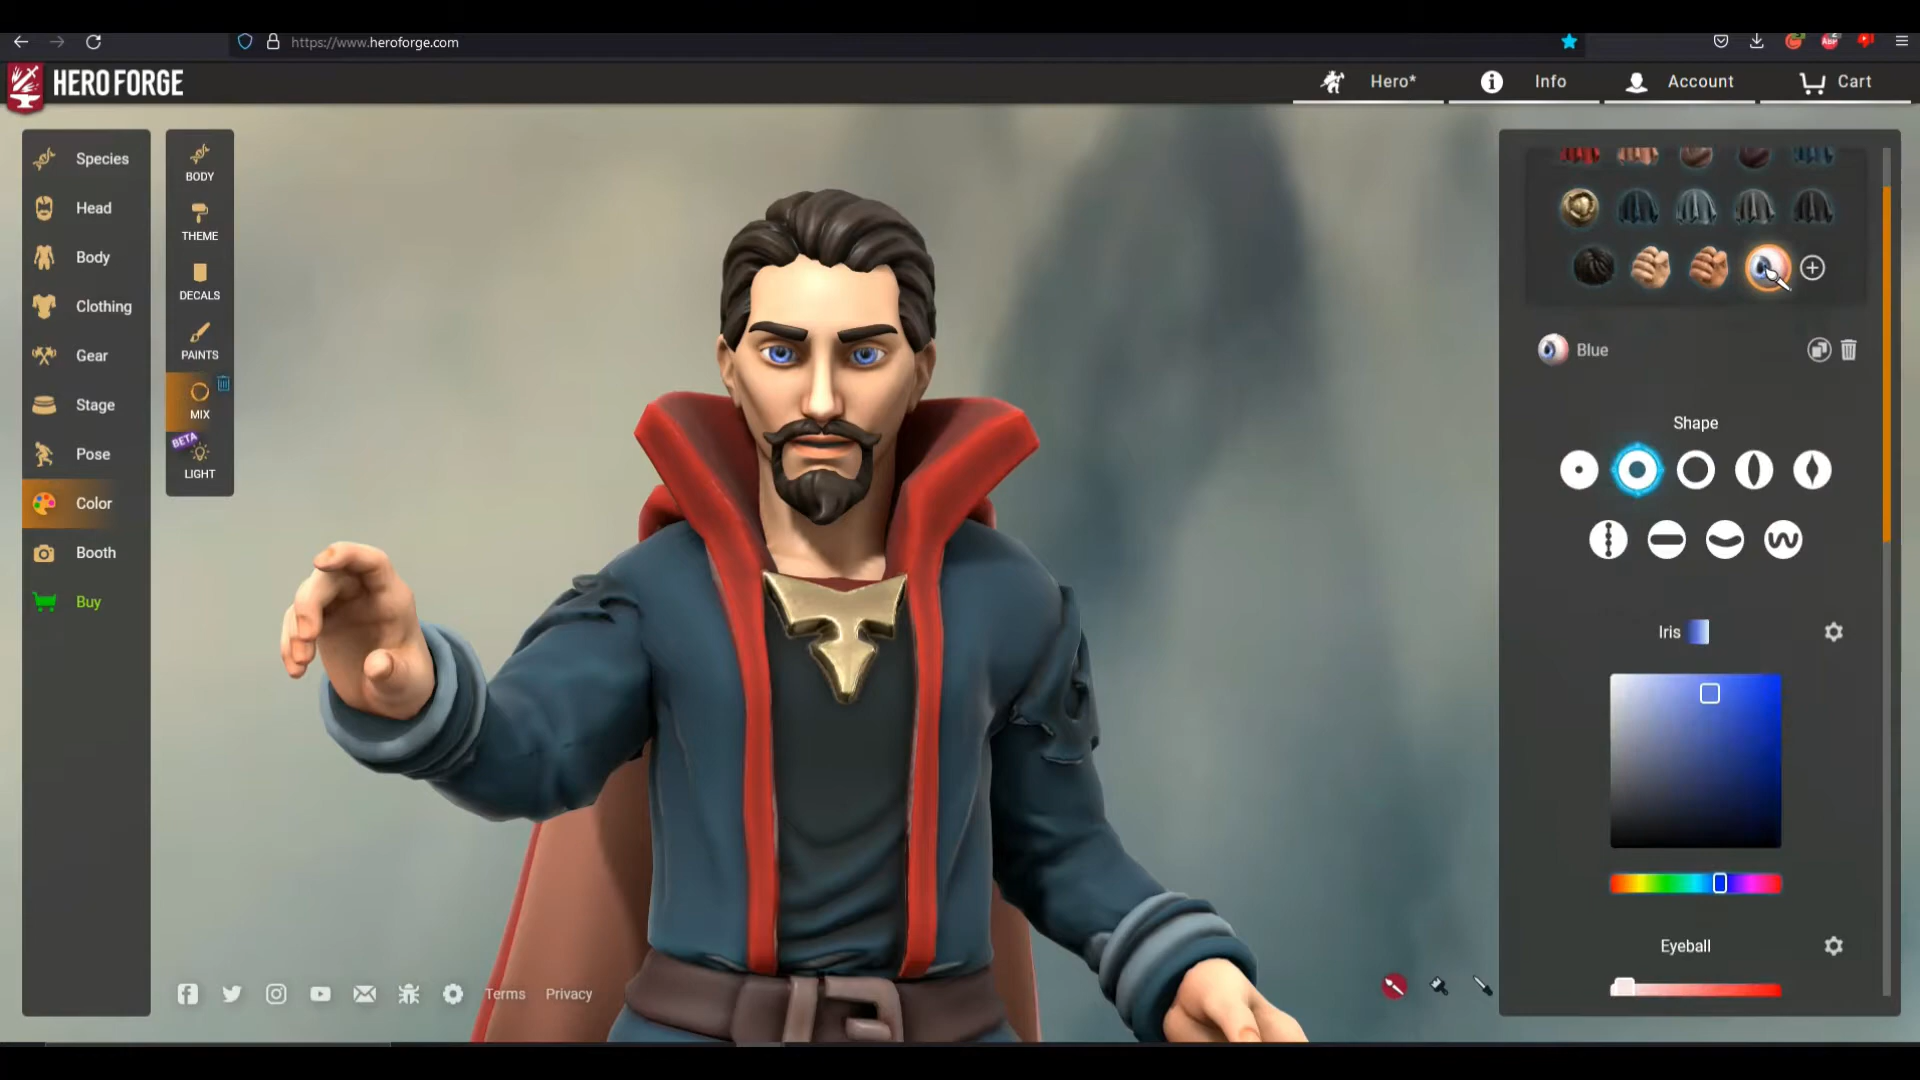 https://www.heroforge.com
HERO FORGE
Hero*
Info
Account
Cart
Species
Head
Body
Clothing
Gear
Stage
Pose
Color
Booth
Buy
BODY
THEME
DECALS
PAINTS
MIX
BETA
LIGHT
Blue
Shape
Iris
Eyeball
Terms
Privacy